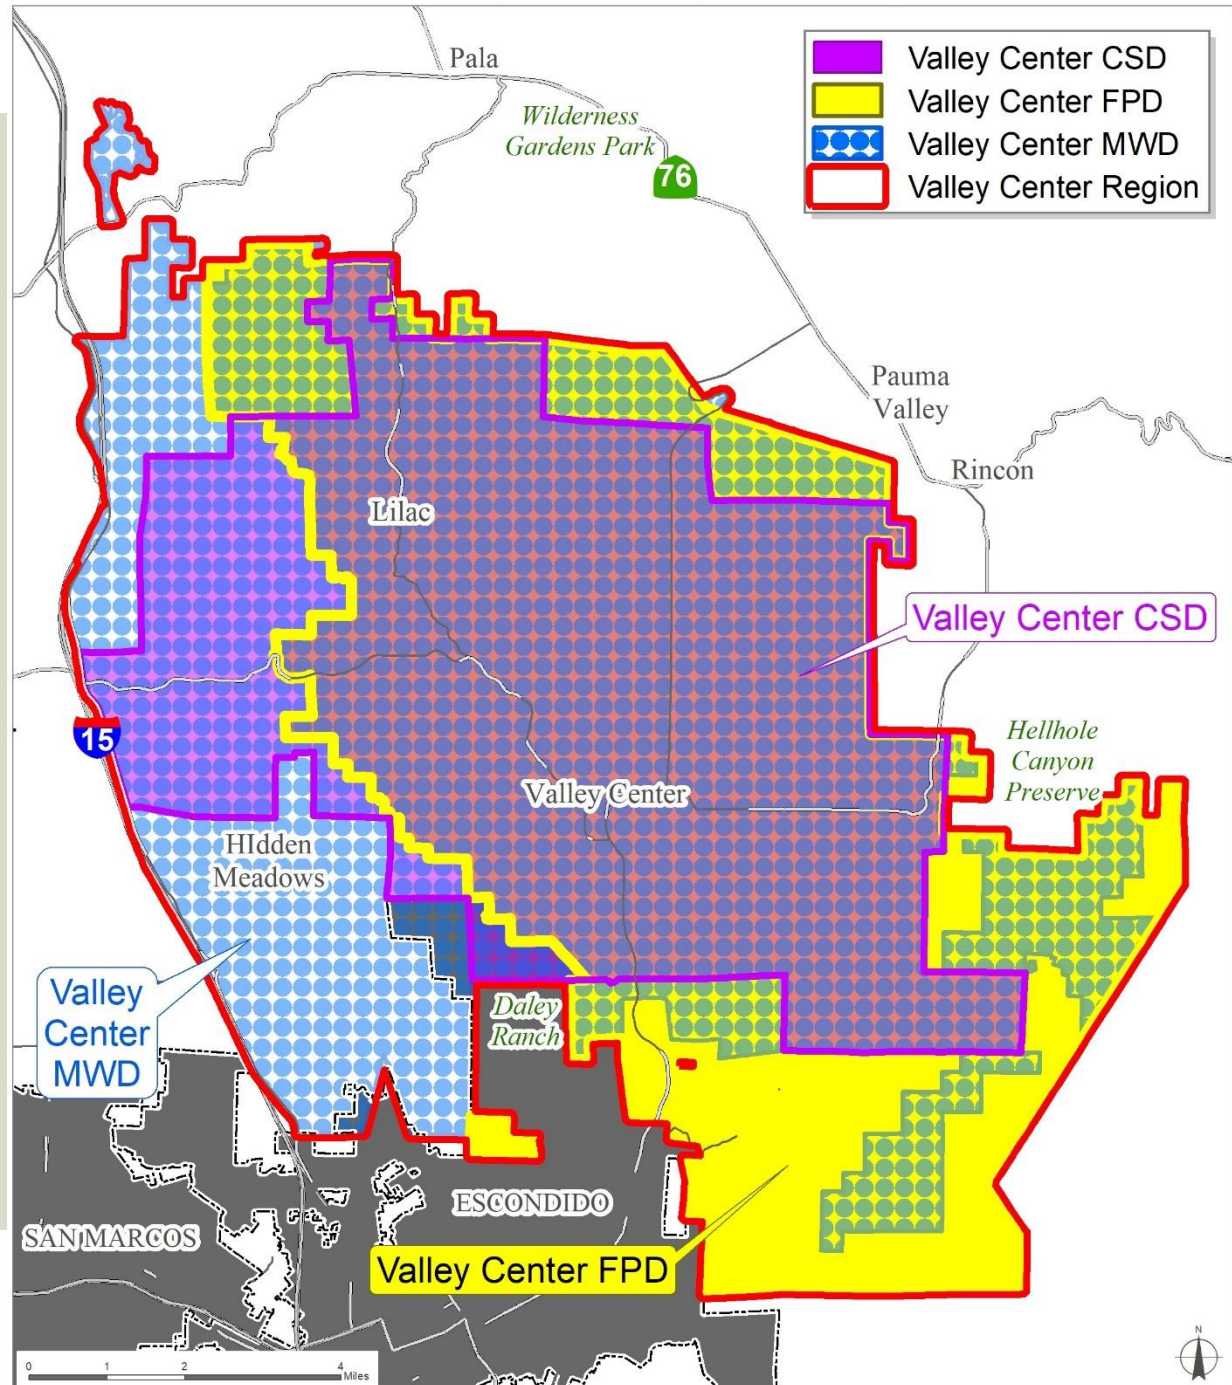 Pala
Wilderness
Gardens Park
76
Valley Center CSD
Valley Center FPD
Valley Center MWD
Valley Center Region
Pauma
Valley
Rincon
Lilac
Valley Center CSD
15
Hellhole
Canyon
Preserve
Valley Center
HIdden
Meadows
Valley
Center
MWD
Daley
Ranch
ESCONDIDO
SAN MARCOS
Valley Center FPD
0 1 2 4
Miles
N